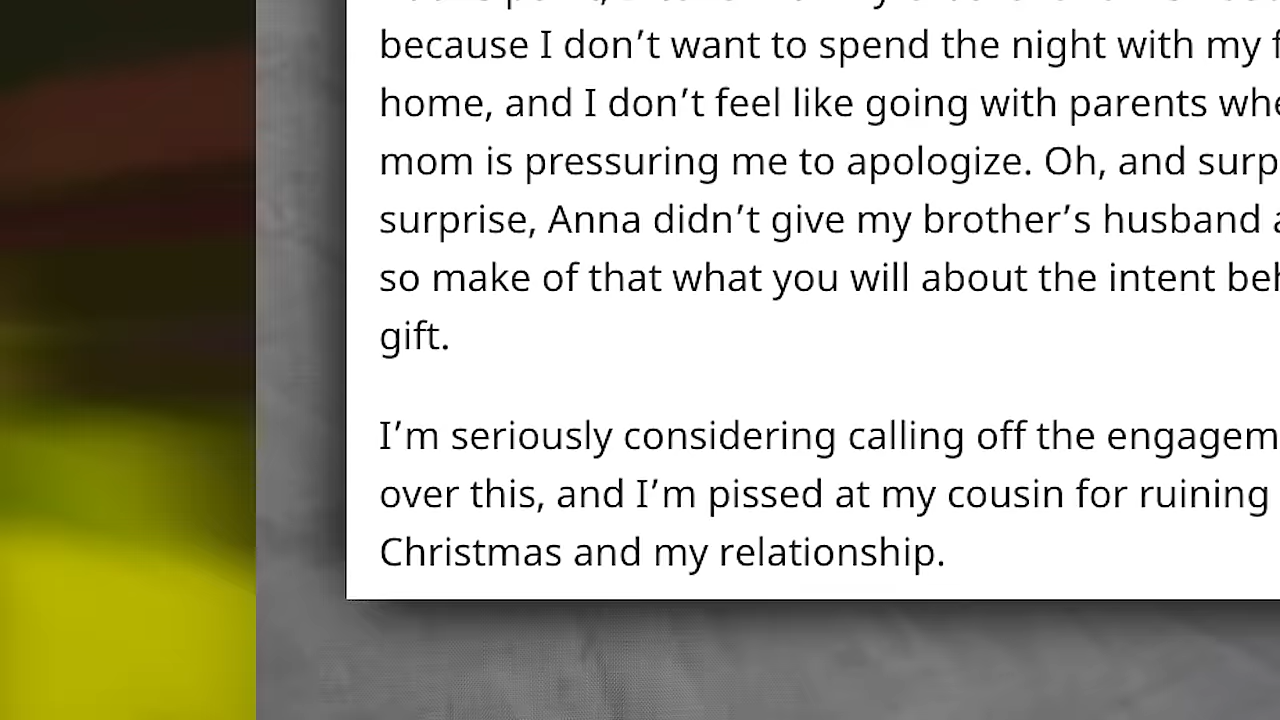 because I don’t want to spend the night with my
home, and I don’t feel like going with parents
mom is pressuring me to apologize. Oh, and
surprise, Anna didn’t give my brother’s husband
so make of that what you will about the intent
gift.
I’m seriously considering calling off the
over this, and I’m pissed at my cousin for ruining
Christmas and my relationship.